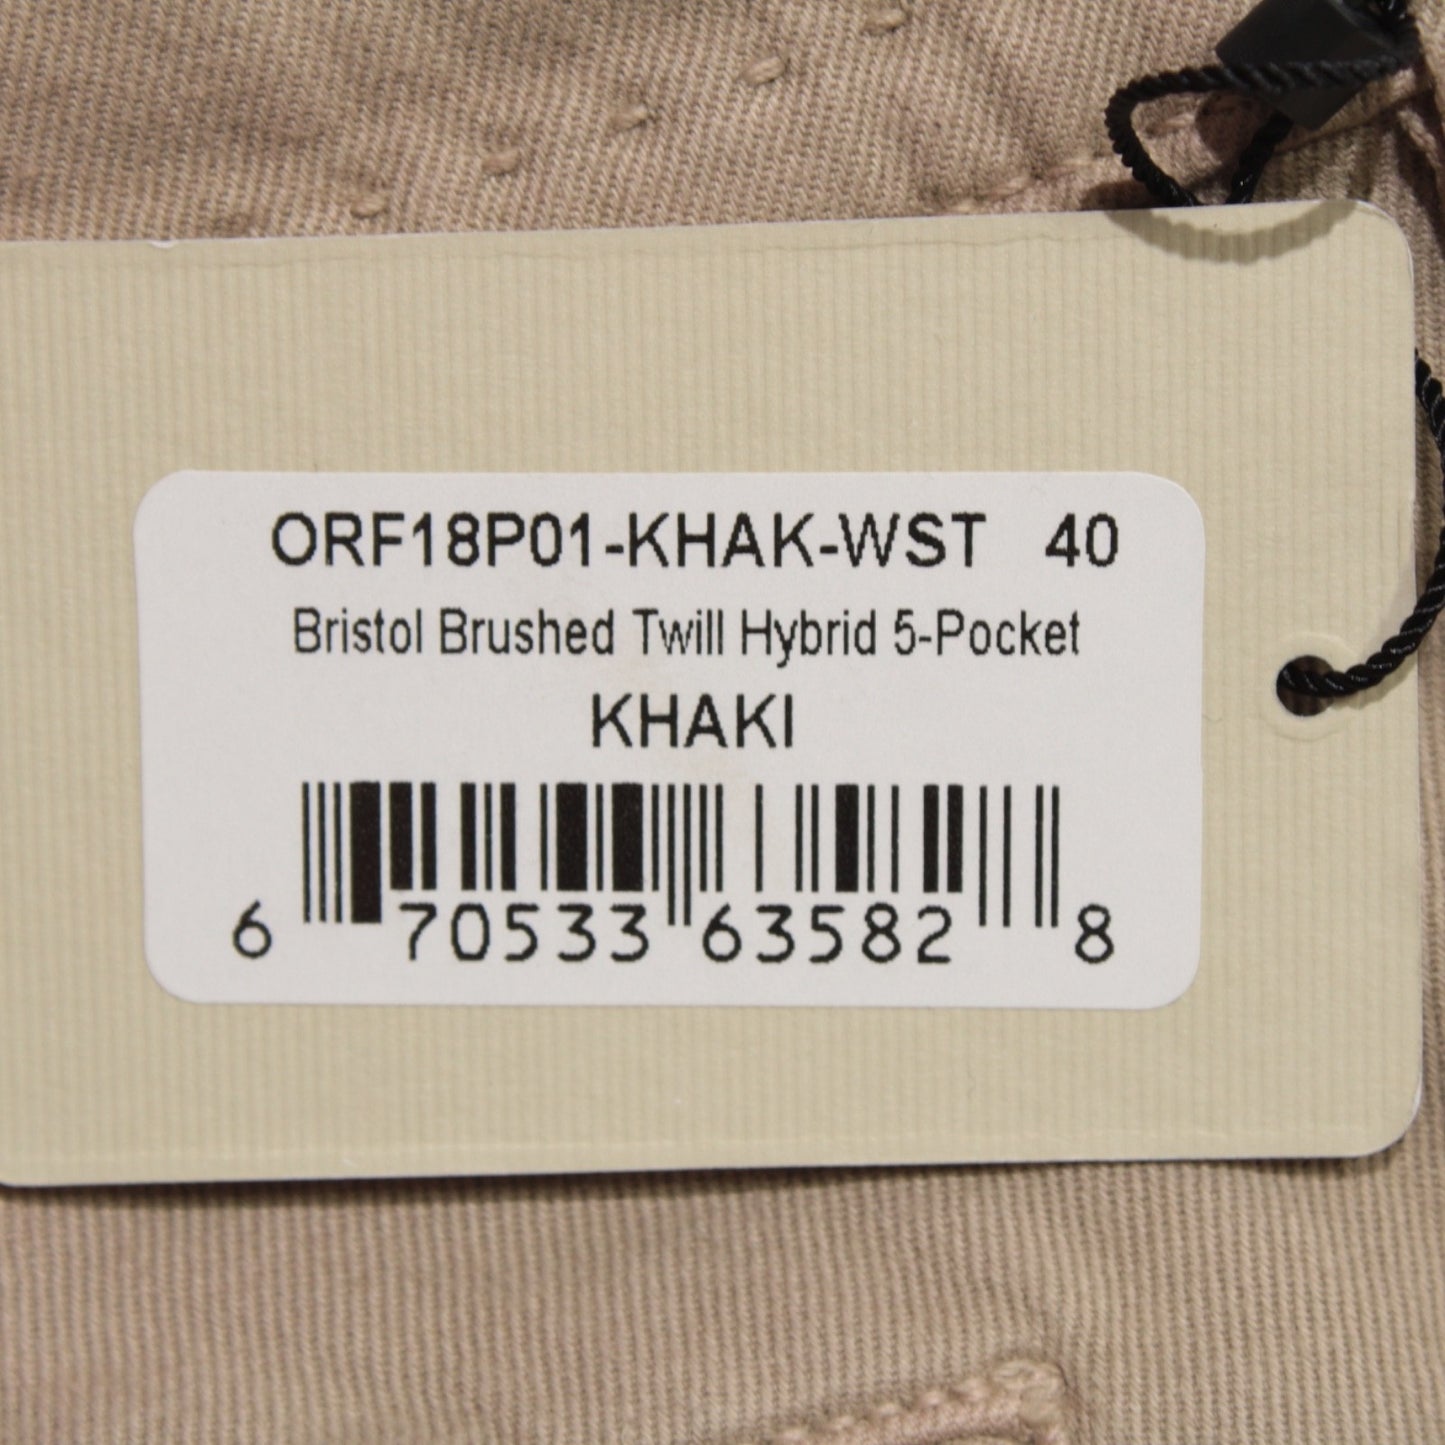 ORF18P01-KHAK-WST 40
Bristol Brushed Twill Hybrid 5-Pocket
KHAKI
6 70533 63582 8